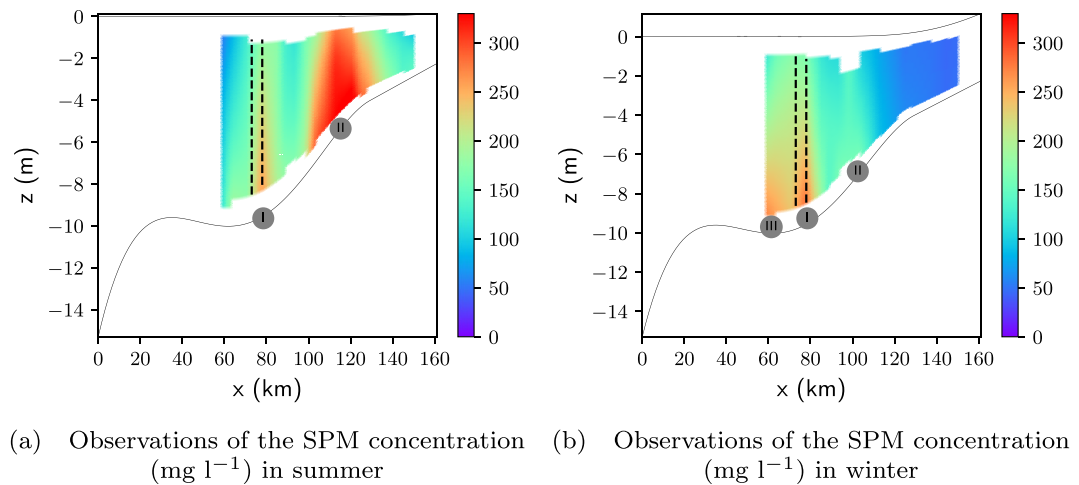 0
−2
−4
−6
−8
−10
−12
−14
z (m)
0 20 40 60 80 100 120 140 160
x (km)
I
II
300
250
200
150
100
50
0
0
−2
−4
−6
−8
−10
−12
−14
z (m)
0 20 40 60 80 100 120 140 160
x (km)
III
I
II
300
250
200
150
100
50
0
(a) Observations of the SPM concentration
(mg l⁻¹) in summer
(b) Observations of the SPM concentration
(mg l⁻¹) in winter